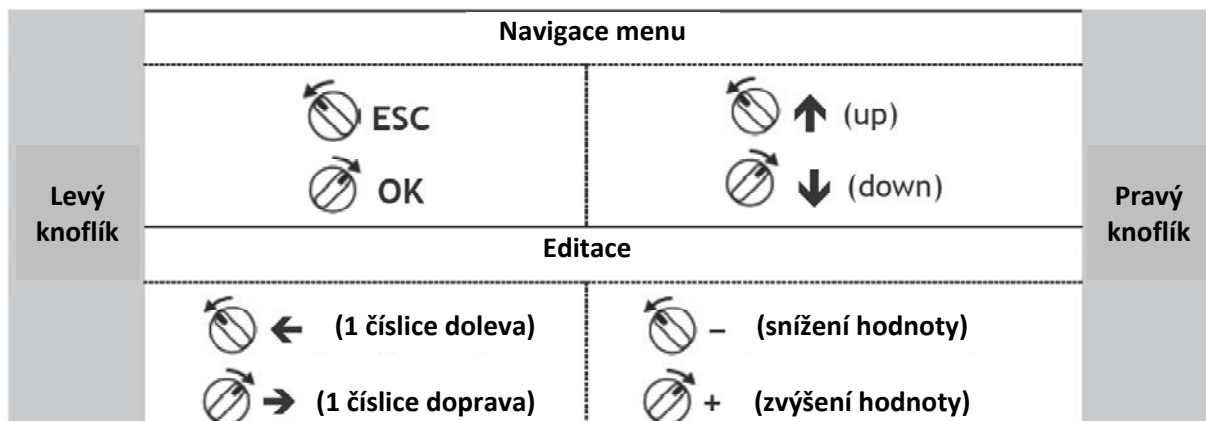 Navigace menu
ESC
↑ (up)
OK
↓ (down)
Levý
knoflík
Pravý
knoflík
Editace
← (1 číslice doleva)
– (snížení hodnoty)
→ (1 číslice doprava)
+ (zvýšení hodnoty)